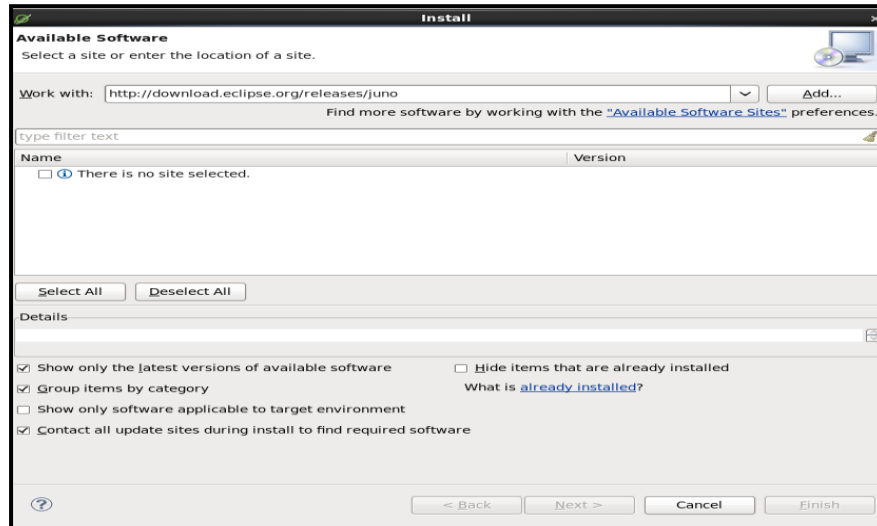 Install
Available Software
Select a site or enter the location of a site.
Work with: http://download.eclipse.org/releases/juno Add...
Find more software by working with the "Available Software Sites" preferences.
type filter text
Name Version
There is no site selected.
Select All Deselect All
Details
Show only the latest versions of available software Hide items that are already installed
Group items by category What is already installed?
Show only software applicable to target environment
Contact all update sites during install to find required software
? < Back Next > Cancel Finish